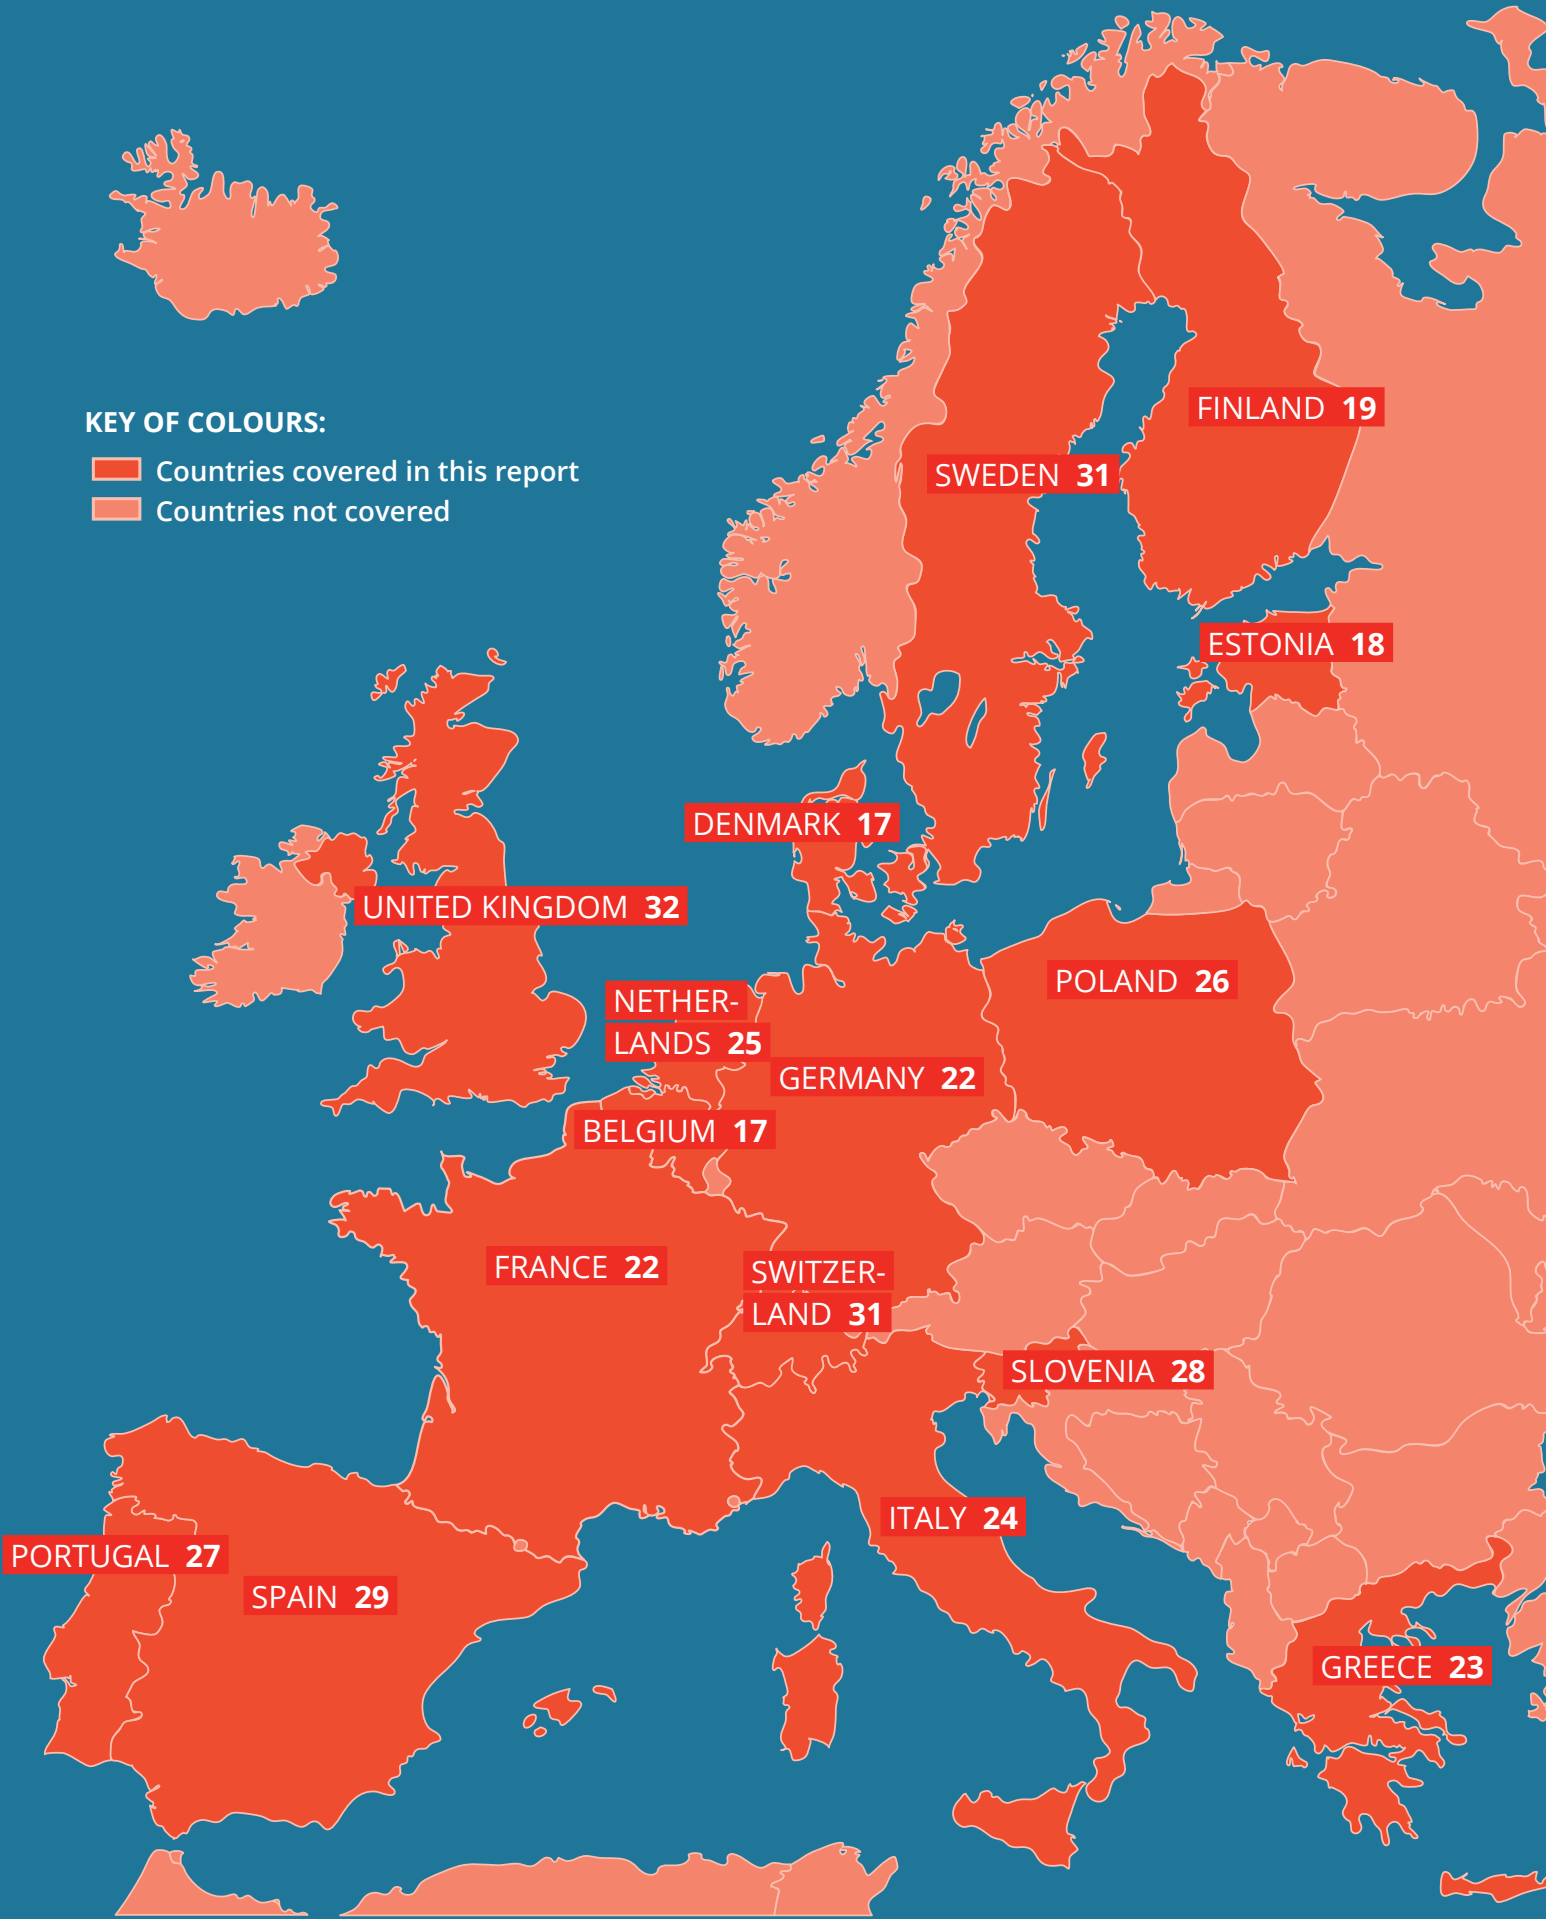 KEY OF COLOURS:
Countries covered in this report
Countries not covered
FINLAND 19
SWEDEN 31
ESTONIA 18
DENMARK 17
UNITED KINGDOM 32
POLAND 26
NETHER-
LANDS 25
GERMANY 22
BELGIUM 17
FRANCE 22
SWITZER-
LAND 31
SLOVENIA 28
ITALY 24
PORTUGAL 27
SPAIN 29
GREECE 23